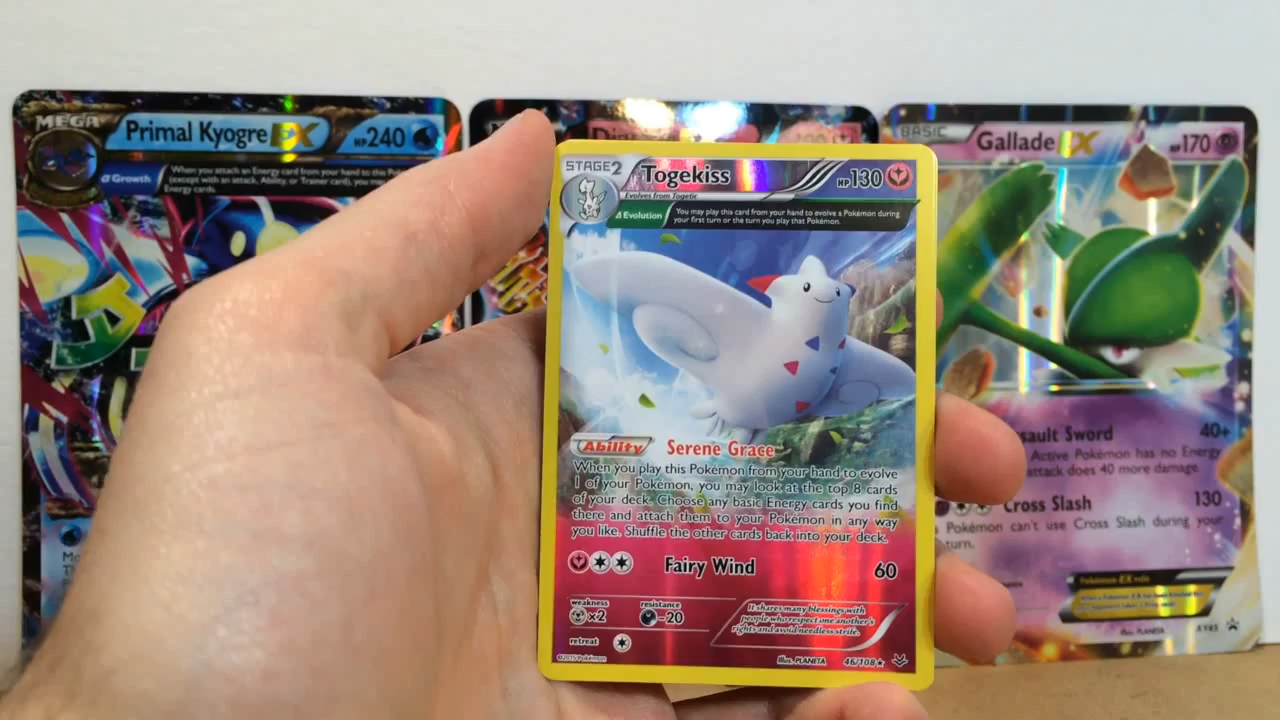 MEGA
Primal Kyogre EX
HP240
α Growth
When you attach an Energy card from your hand to this
(except with an attack, Ability, or Trainer card), you may
Energy cards.
BASIC
Gallade EX
HP170
STAGE2
Togekiss
HP130
Evolves from Togetic
Δ Evolution
You may play this card from your hand to evolve a Pokémon during
your first turn or the turn you play that Pokémon.
Ability
Serene Grace
When you play this Pokémon from your hand to evolve
1 of your Pokémon, you may look at the top 8 cards
of your deck. Choose any basic Energy cards you find
there and attach them to your Pokémon in any way
you like. Shuffle the other cards back into your deck.
Fairy Wind
60
weakness
×2
resistance
-20
retreat
It shares many blessings with
people who respect one another's
rights and avoid needless strife.
©2015 Pokémon
Illus. PLANETA
46/108
sault Sword
40+
Active Pokémon has no Energy
attack does 40 more damage.
Cross Slash
130
Pokémon can't use Cross Slash during your
turn.
Pokémon-EX rule
Illus. PLANETA
XY45